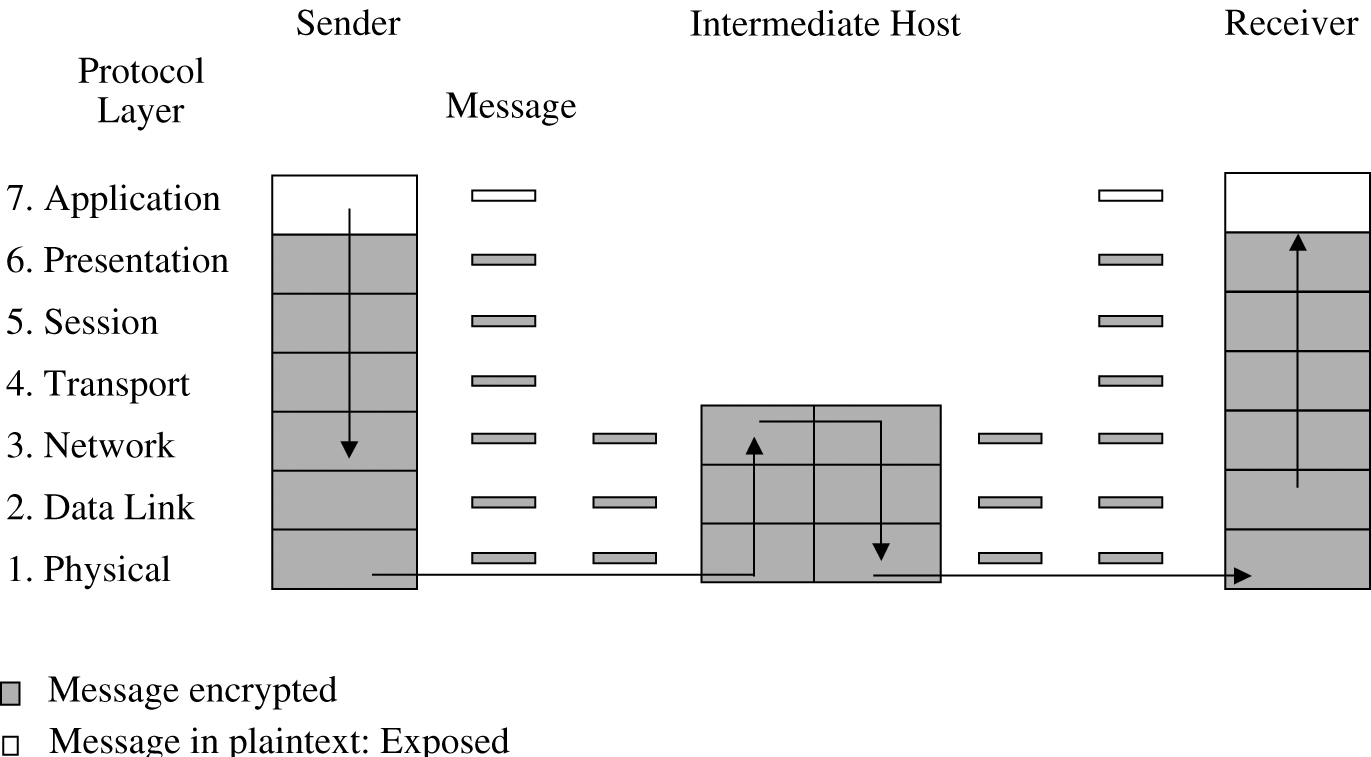 Sender
Intermediate Host
Receiver
Protocol
Layer
Message
7. Application
6. Presentation
5. Session
4. Transport
3. Network
2. Data Link
1. Physical
Message encrypted
Message in plaintext: Exposed